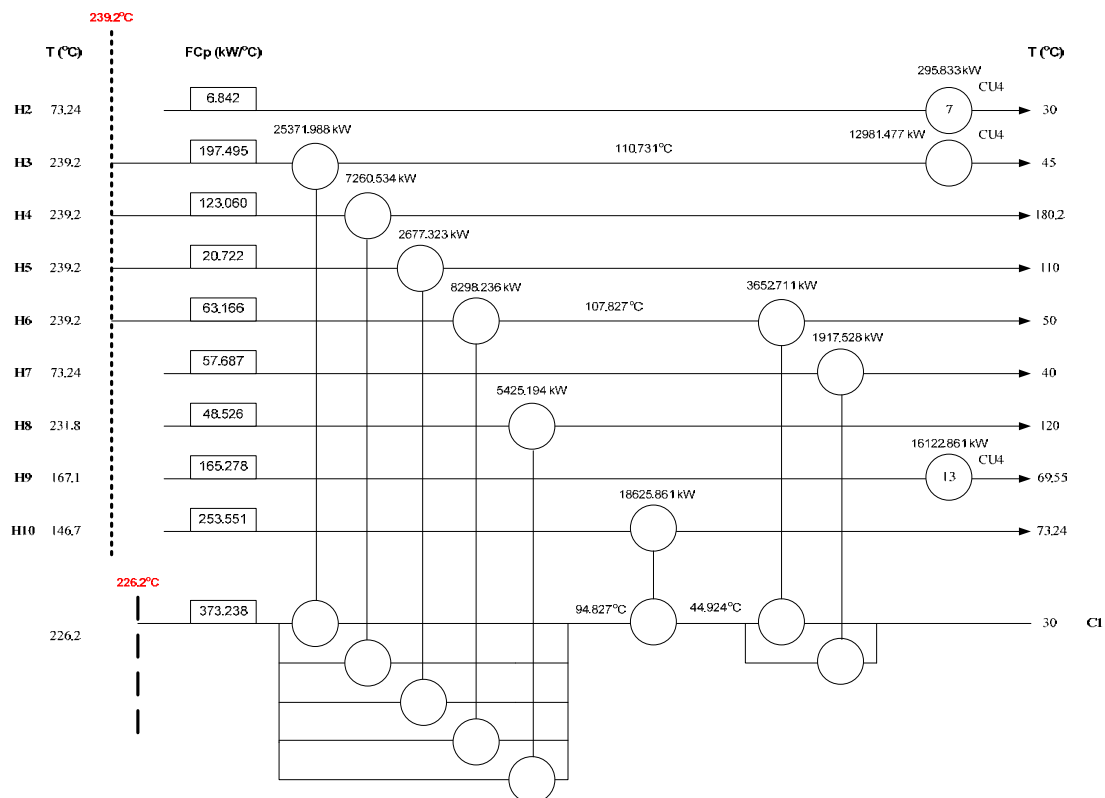 239.2°C
T (°C)
FCp (kW/°C)
T (°C)
295.833 kW
CU4
H2
73.24
6.842
7
30
25371.988 kW
12981.477 kW
CU4
H3
239.2
197.495
110.731°C
45
7260.534 kW
H4
239.2
123.060
180.2
2677.323 kW
H5
239.2
20.722
110
8298.236 kW
3652.711 kW
H6
239.2
63.166
107.827°C
50
1917.528 kW
H7
73.24
57.687
40
5425.194 kW
H8
231.8
48.526
120
16122.861 kW
CU4
H9
167.1
165.278
13
69.55
18625.861 kW
H10
146.7
253.551
73.24
226.2°C
373.238
94.827°C
44.924°C
226.2
30
C1